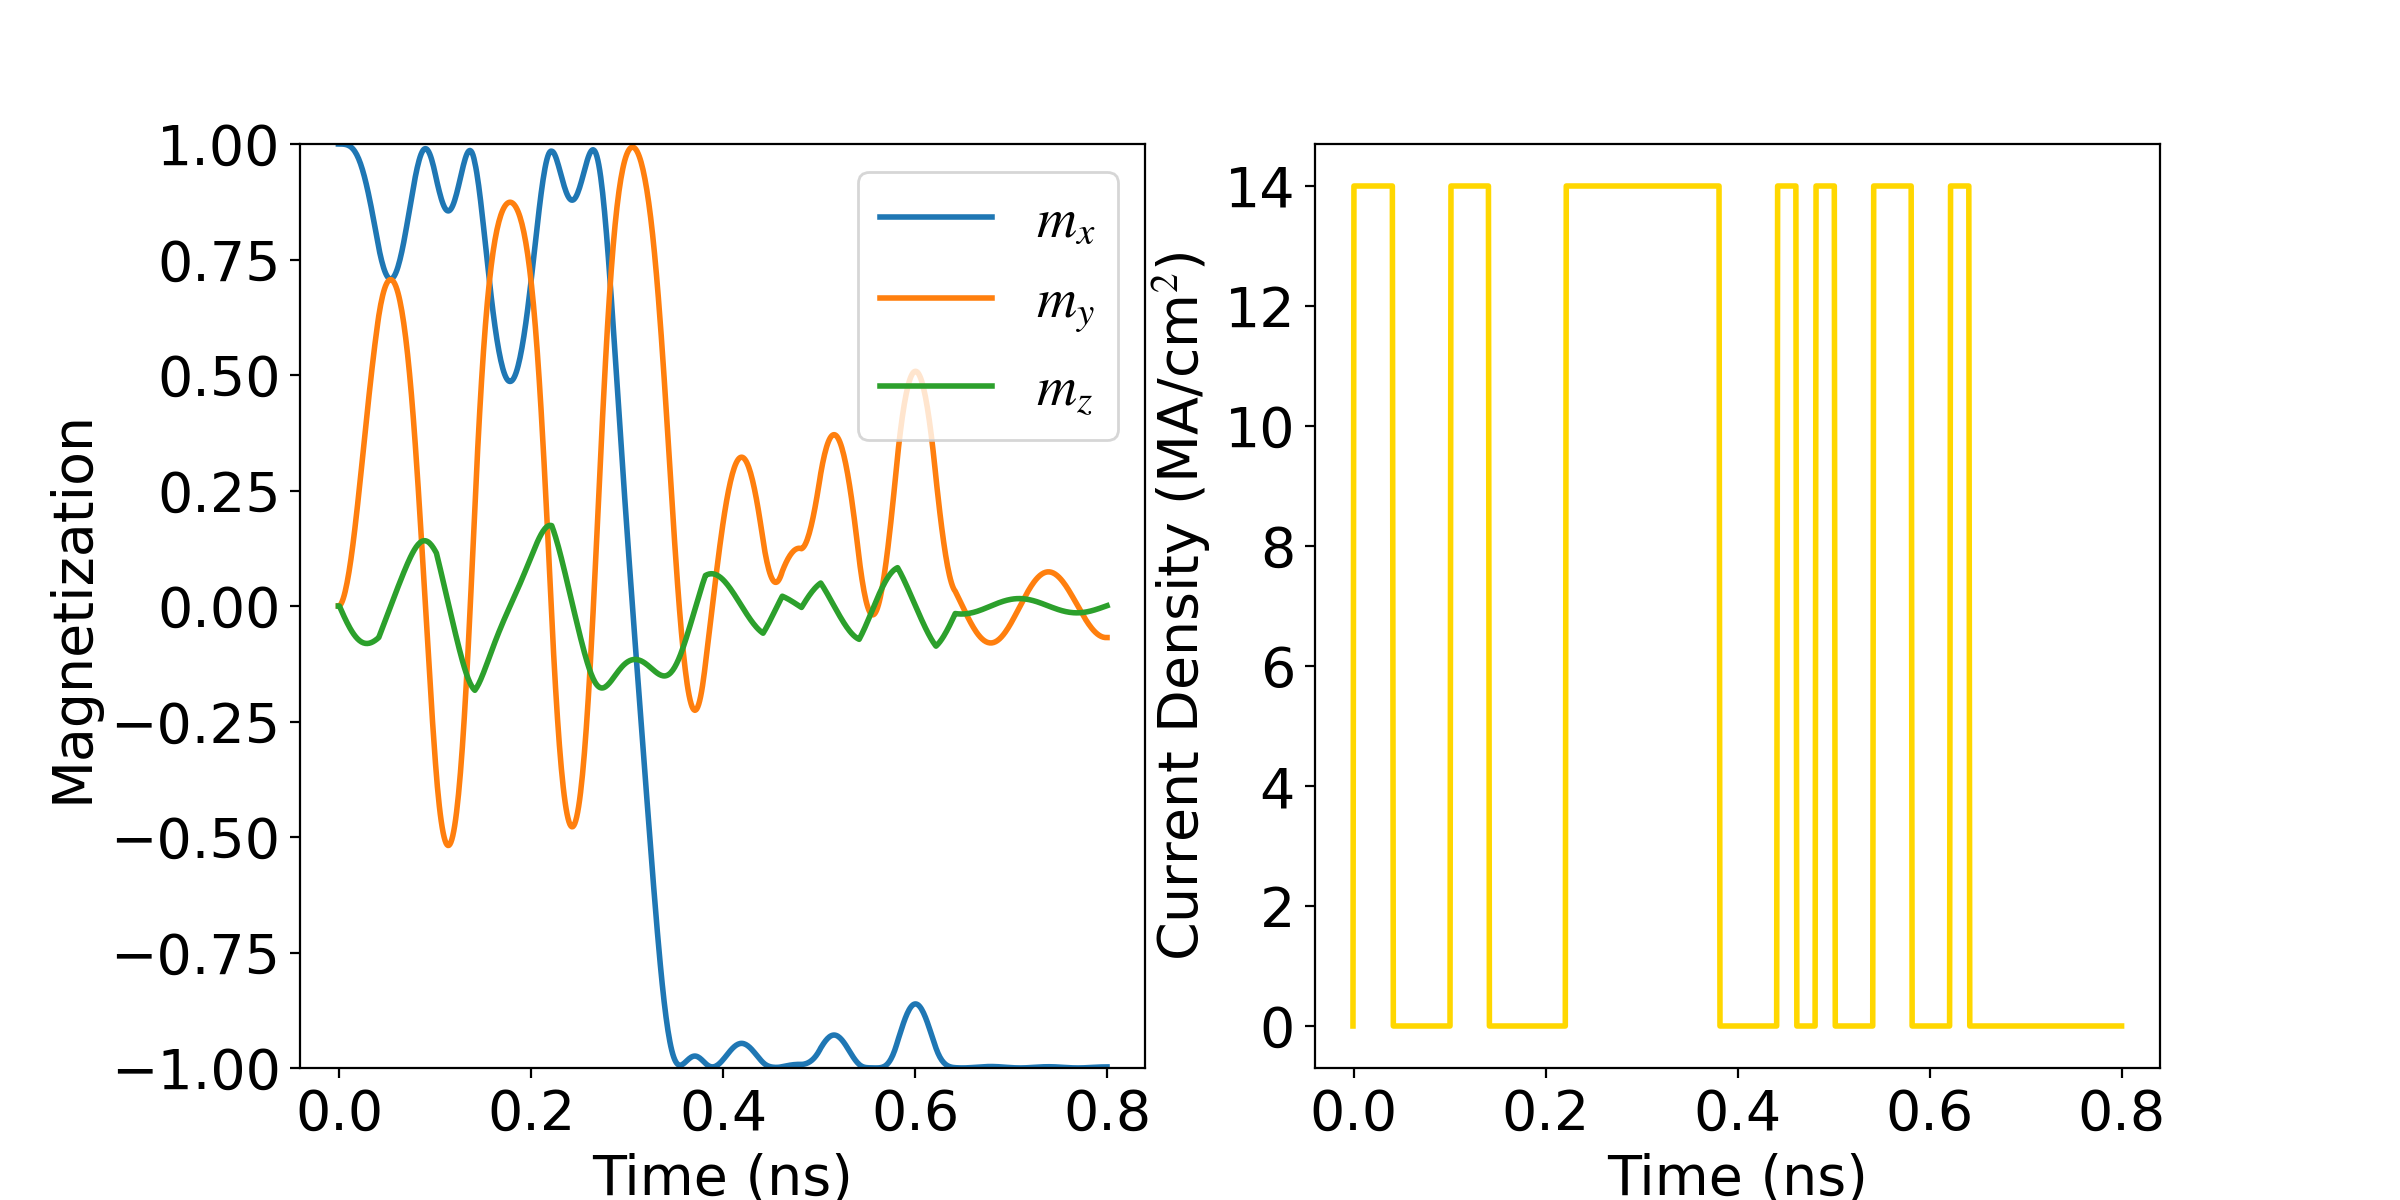 1.00
0.75
0.50
0.25
0.00
−0.25
−0.50
−0.75
−1.00
Magnetization
0.0 0.2 0.4 0.6 0.8
Time (ns)
m_x
m_y
m_z
14
12
10
8
6
4
2
0
Current Density (MA/cm²)
0.0 0.2 0.4 0.6 0.8
Time (ns)